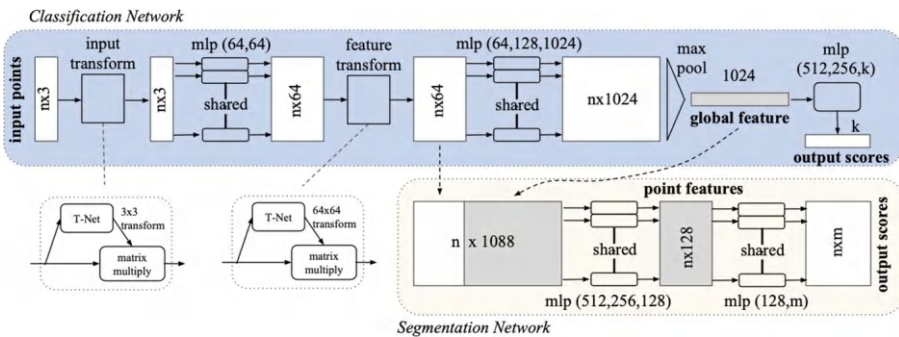 Classification Network
input points
nx3
input
transform
nx3
mlp (64,64)
shared
nx64
feature
transform
nx64
mlp (64,128,1024)
shared
nx1024
max
pool
1024
global feature
mlp
(512,256,k)
k
output scores
T-Net
3x3
transform
matrix
multiply
T-Net
64x64
transform
matrix
multiply
point features
n x 1088
shared
mlp (512,256,128)
nx128
shared
mlp (128,m)
nxm
output scores
Segmentation Network